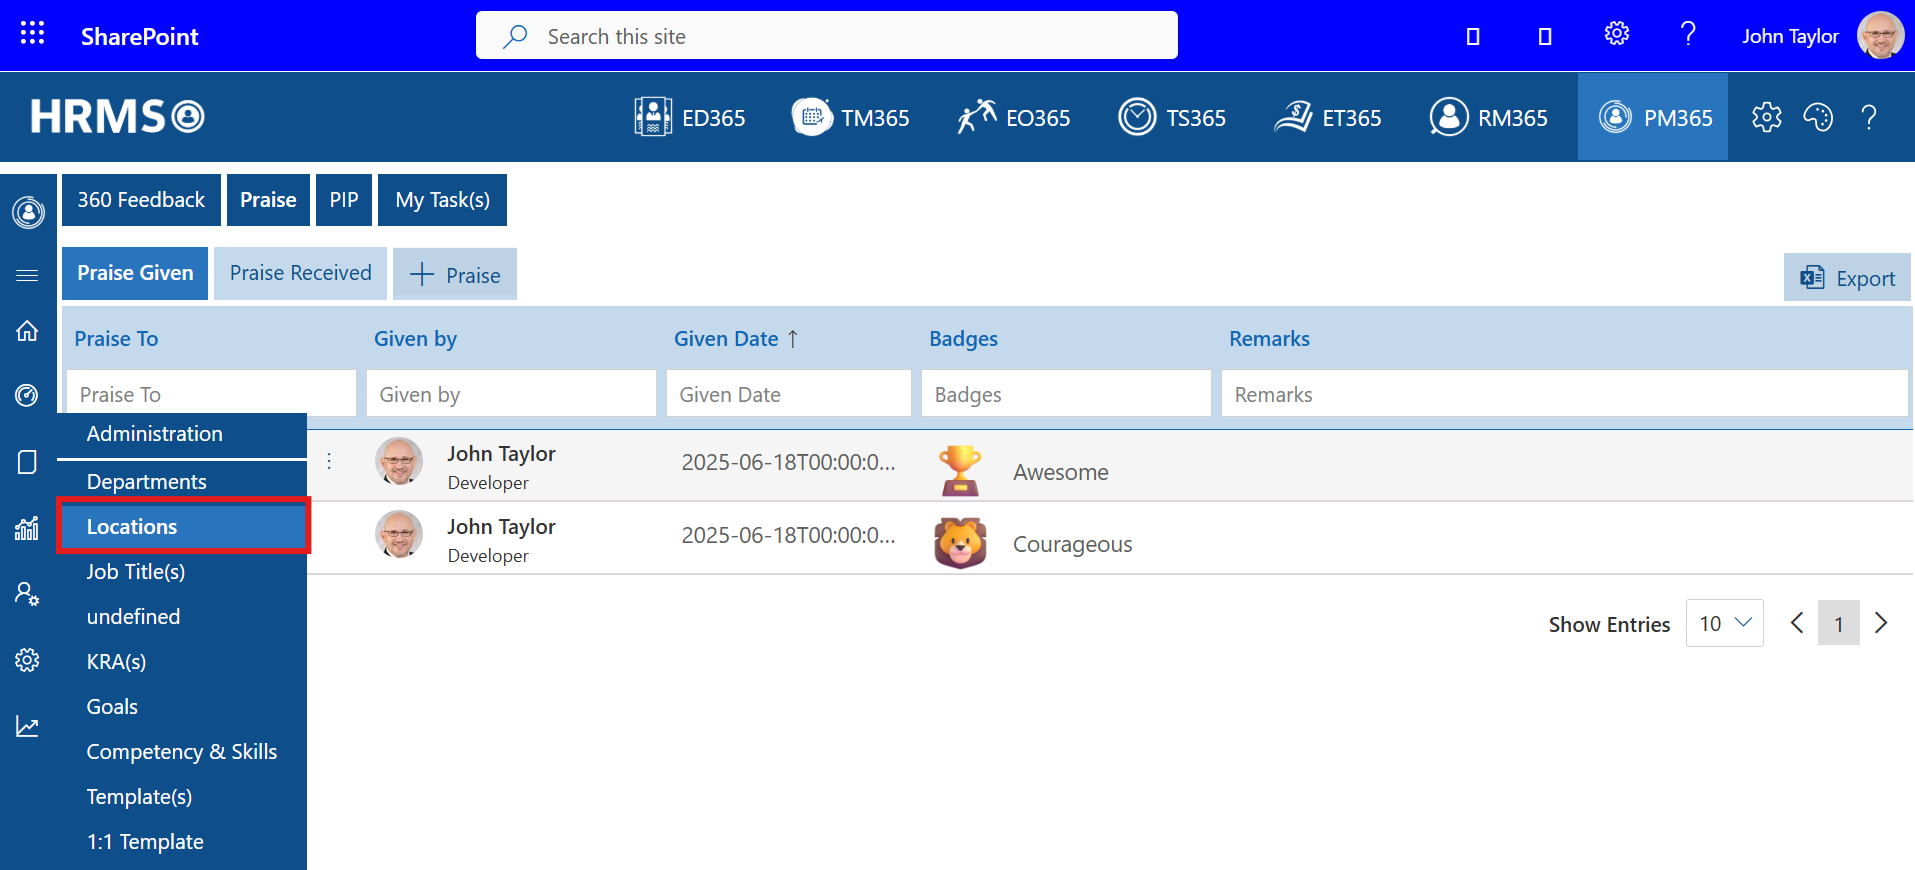 SharePoint
Search this site
John Taylor
HRMS
ED365
TM365
EO365
TS365
ET365
RM365
PM365
360 Feedback
Praise
PIP
My Task(s)
Praise Given
Praise Received
Praise
Export
Praise To
Given by
Given Date ↑
Badges
Remarks
Praise To
Given by
Given Date
Badges
Remarks
Administration
Departments
Locations
Job Title(s)
undefined
KRA(s)
Goals
Competency & Skills
Template(s)
1:1 Template
John Taylor
Developer
2025-06-18T00:00:0...
Awesome
John Taylor
Developer
2025-06-18T00:00:0...
Courageous
Show Entries
10
1